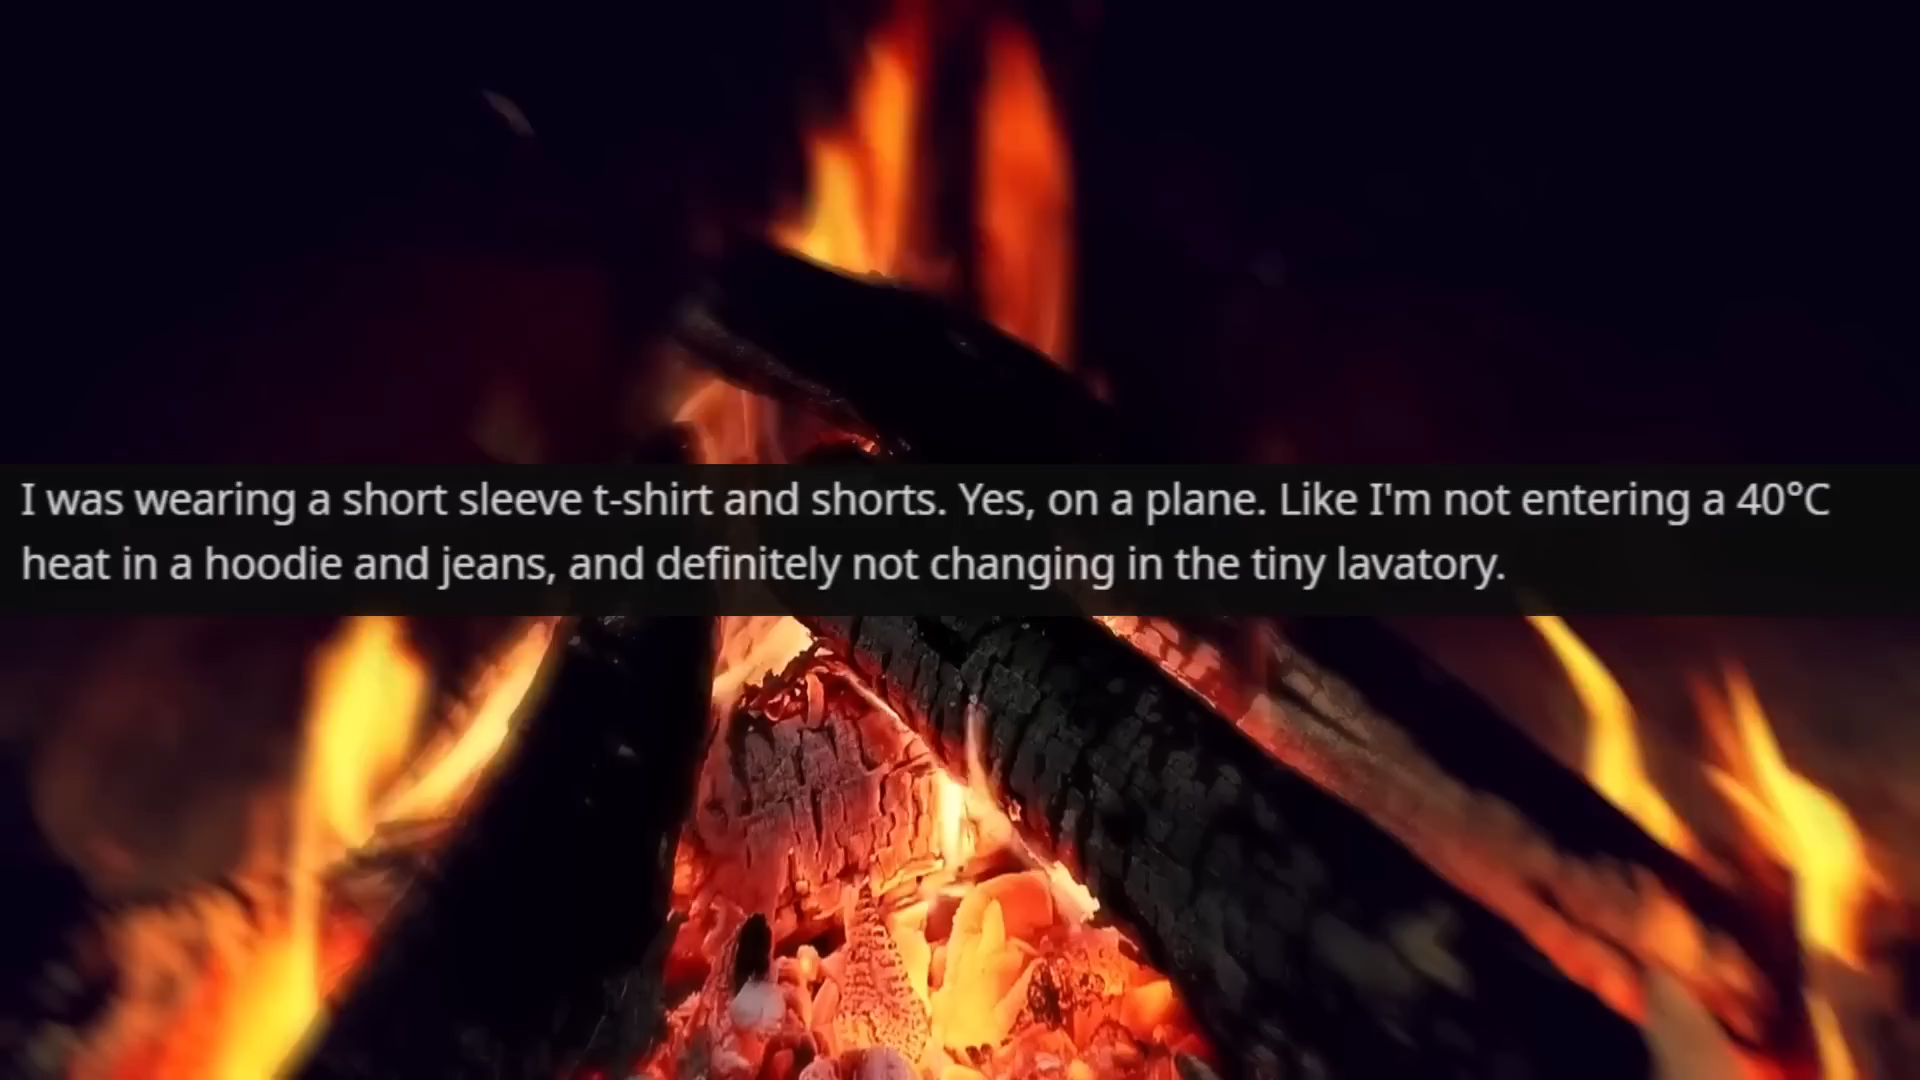 I was wearing a short sleeve t-shirt and shorts. Yes, on a plane. Like I'm not entering a 40°C
heat in a hoodie and jeans, and definitely not changing in the tiny lavatory.